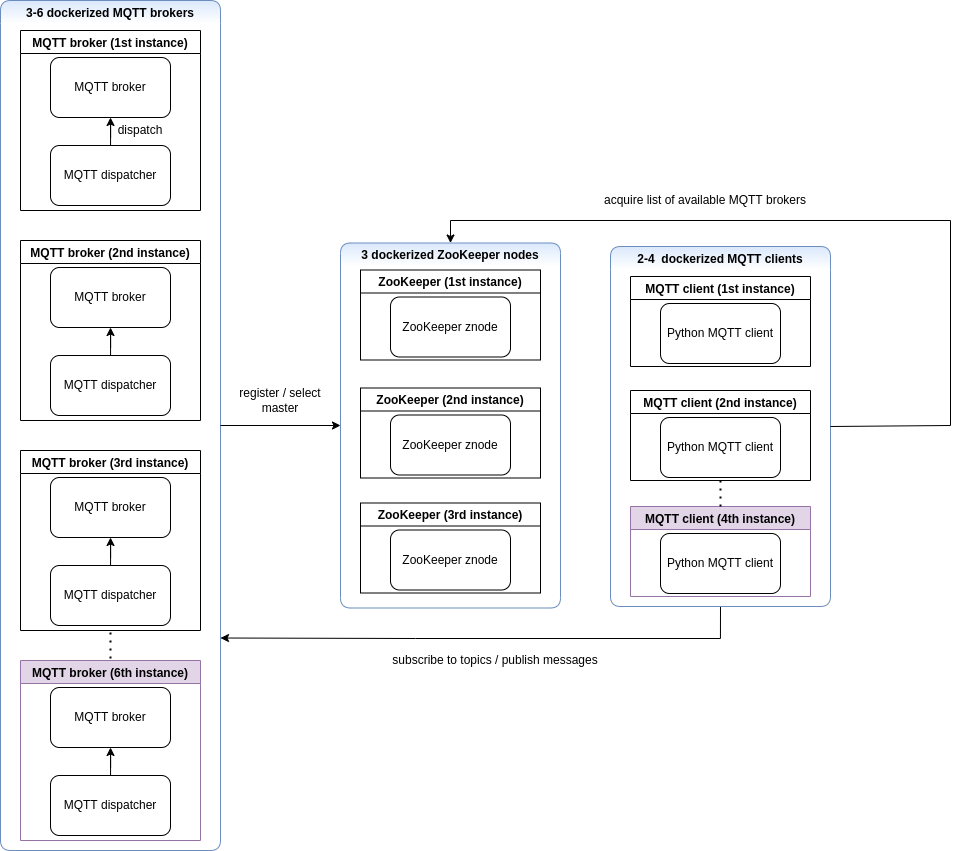 3-6 dockerized MQTT brokers
MQTT broker (1st instance)
MQTT broker
dispatch
MQTT dispatcher
MQTT broker (2nd instance)
MQTT broker
MQTT dispatcher
MQTT broker (3rd instance)
MQTT broker
MQTT dispatcher
MQTT broker (6th instance)
MQTT broker
MQTT dispatcher
register / select
master
3 dockerized ZooKeeper nodes
ZooKeeper (1st instance)
ZooKeeper znode
ZooKeeper (2nd instance)
ZooKeeper znode
ZooKeeper (3rd instance)
ZooKeeper znode
acquire list of available MQTT brokers
2-4  dockerized MQTT clients
MQTT client (1st instance)
Python MQTT client
MQTT client (2nd instance)
Python MQTT client
MQTT client (4th instance)
Python MQTT client
subscribe to topics / publish messages